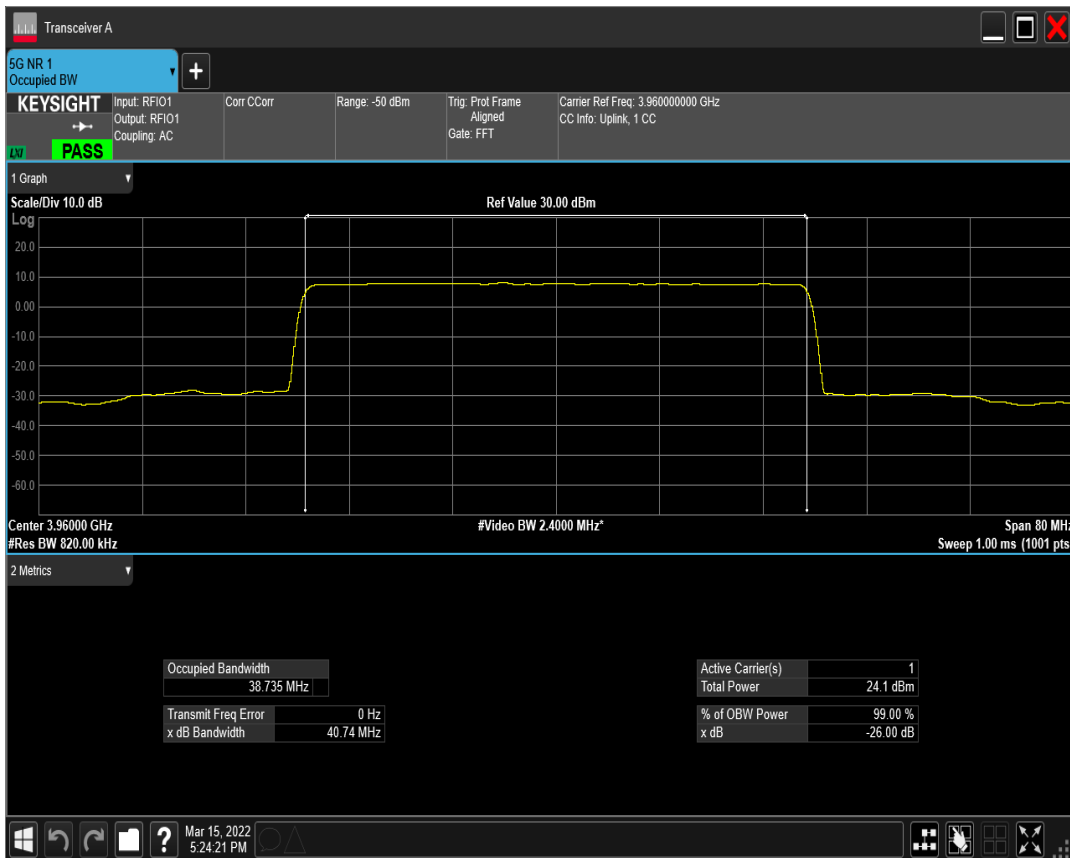 Transceiver A
5G NR 1
Occupied BW
KEYSIGHT
LXI
PASS
Input: RFIO1
Output: RFIO1
Coupling: AC
Corr CCorr
Range: -50 dBm
Trig: Prot Frame
Aligned
Gate: FFT
Carrier Ref Freq: 3.960000000 GHz
CC Info: Uplink, 1 CC
1 Graph
Scale/Div 10.0 dB
Ref Value 30.00 dBm
Log
20.0
10.0
0.00
-10.0
-20.0
-30.0
-40.0
-50.0
-60.0
Center 3.96000 GHz
#Video BW 2.4000 MHz*
Span 80 MHz
#Res BW 820.00 kHz
Sweep 1.00 ms (1001 pts
2 Metrics
Occupied Bandwidth
38.735 MHz
Transmit Freq Error 0 Hz
x dB Bandwidth 40.74 MHz
Active Carrier(s) 1
Total Power 24.1 dBm
% of OBW Power 99.00 %
x dB -26.00 dB
Mar 15, 2022
5:24:21 PM